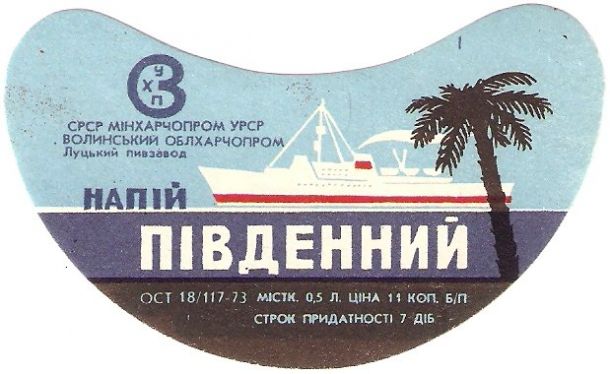 У
Х
П
СРСР МІНХАРЧОПРОМ УРСР
ВОЛИНСЬКИЙ ОБЛХАРЧОПРОМ
Луцький пивзавод
НАПІЙ
ПІВДЕННИЙ
ОСТ 18/117-73 МІСТК. 0,5 Л. ЦІНА 11 КОП. Б/П
СТРОК ПРИДАТНОСТІ 7 ДІБ